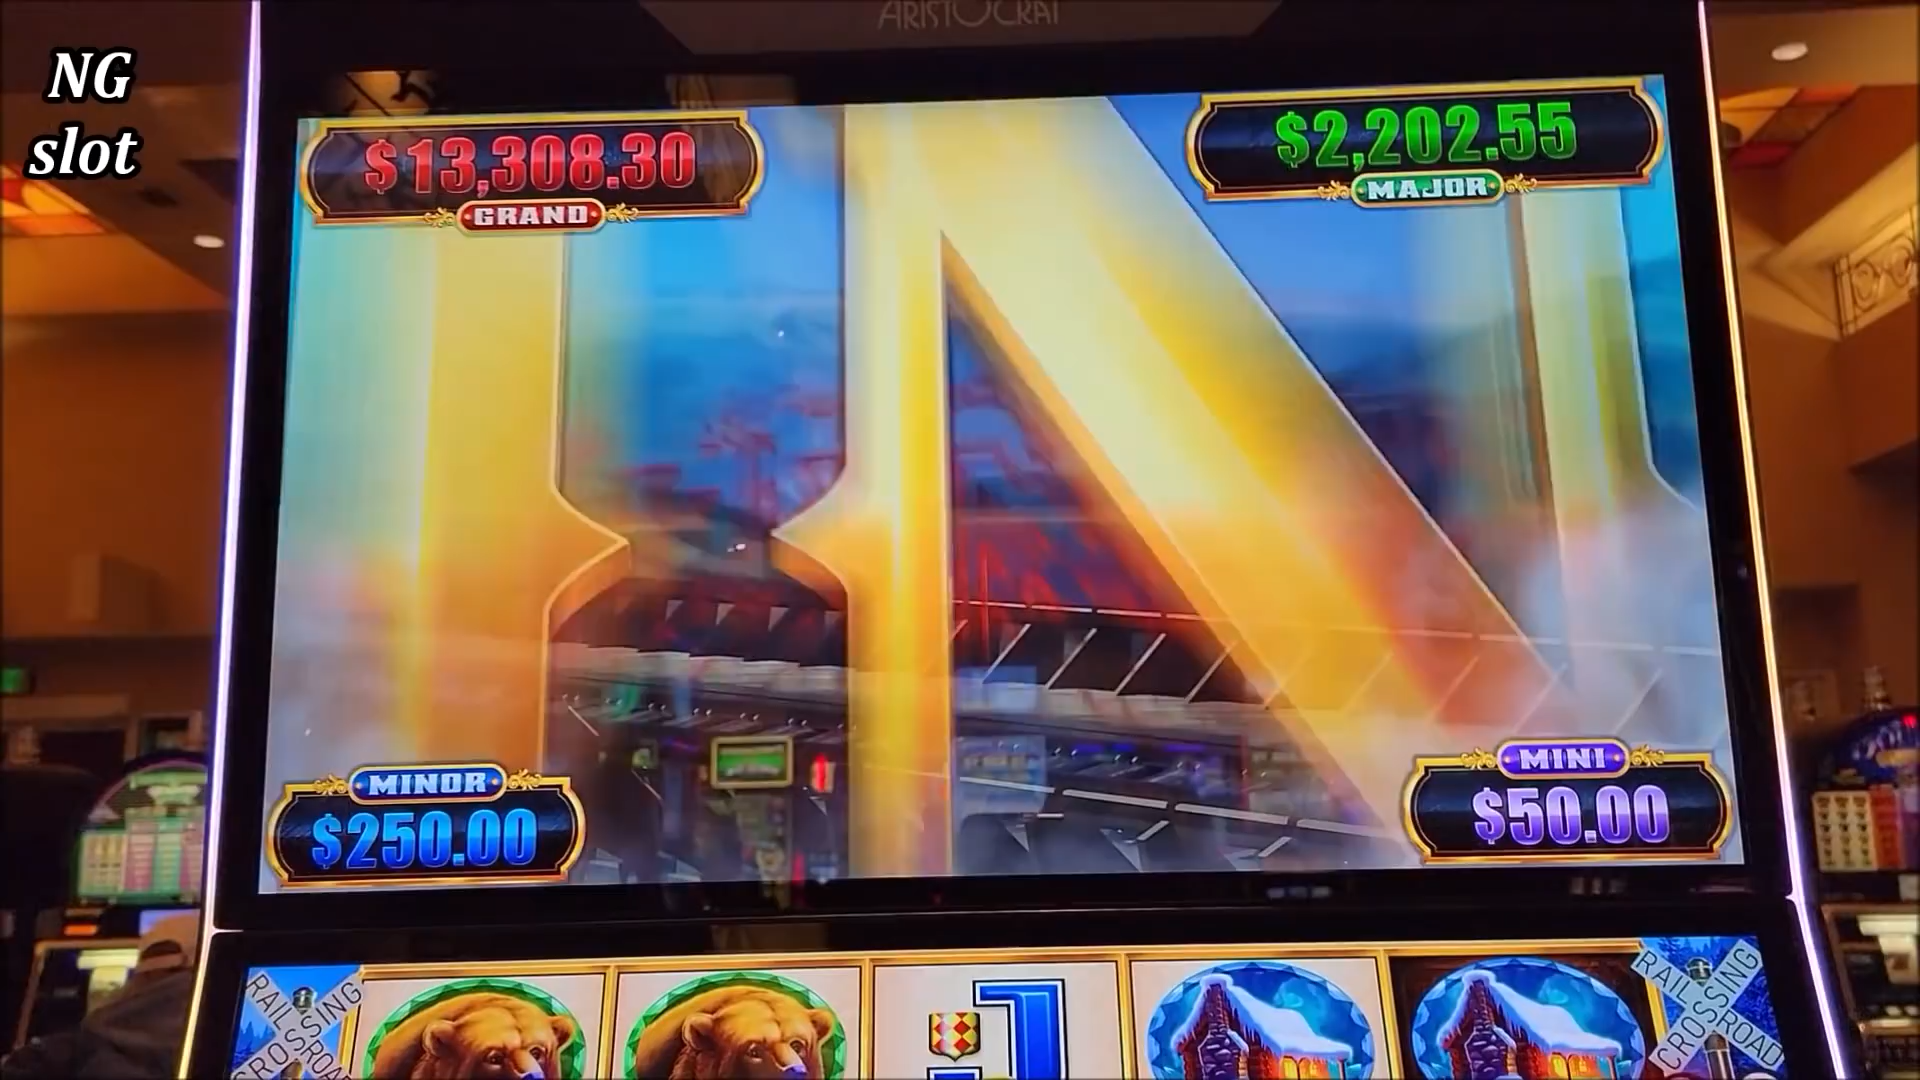 ARISTOCRAT
NG
slot
$13,308.30
GRAND
$2,202.55
MAJOR
MINOR
$250.00
MINI
$50.00
J
RAILROAD
CROSSING
RAILROAD
CROSSING